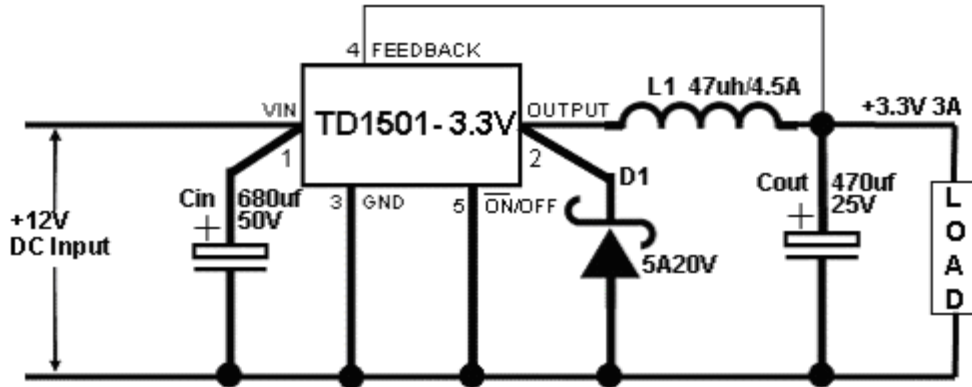 4 FEEDBACK
VIN
TD1501- 3.3V
OUTPUT
L1 47uh/4.5A
+3.3V 3A
1
2
3 GND
5 ON/OFF
Cin
680uf
50V
+
+12V
DC Input
D1
5A20V
Cout
470uf
25V
+
L
O
A
D